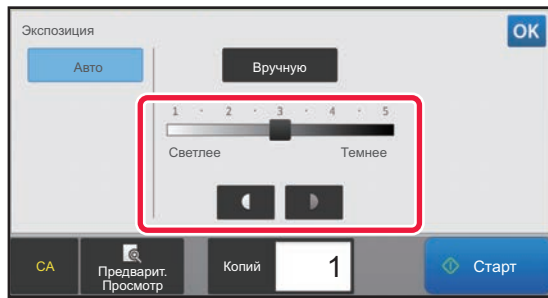 Экспозиция
OK
Авто
Вручную
1 · 2 · 3 · 4 · 5
Светлее
Темнее
CA
Предварит.
Просмотр
Копий
1
Старт